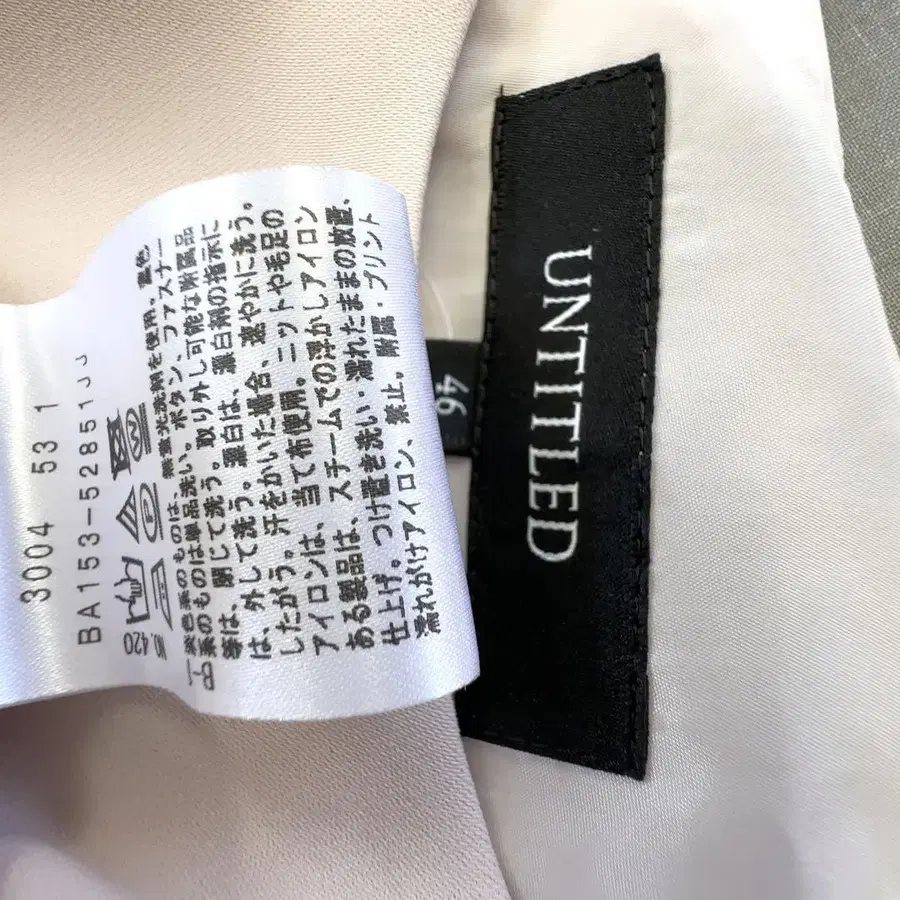 3004 53 1
BA153-52851JJ
NO.420
淡色系のものは、無蛍光洗剤を使用。濃色
系のものは単品洗い。ボタン、ファスナー
等は、閉じて洗う。取り外し可能な附属品
は、外して洗う。漂白は、漂白欄の指示に
したがう。汗をかいた場合、速やかに洗う。
アイロンは、当て布使用。ニットや毛足の
ある製品は、スチームでの浮かしアイロン
仕上げ。つけ置き洗い・濡れたままの放置、
濡れがけアイロン、禁止。附属・プリント
46
UNTITLED